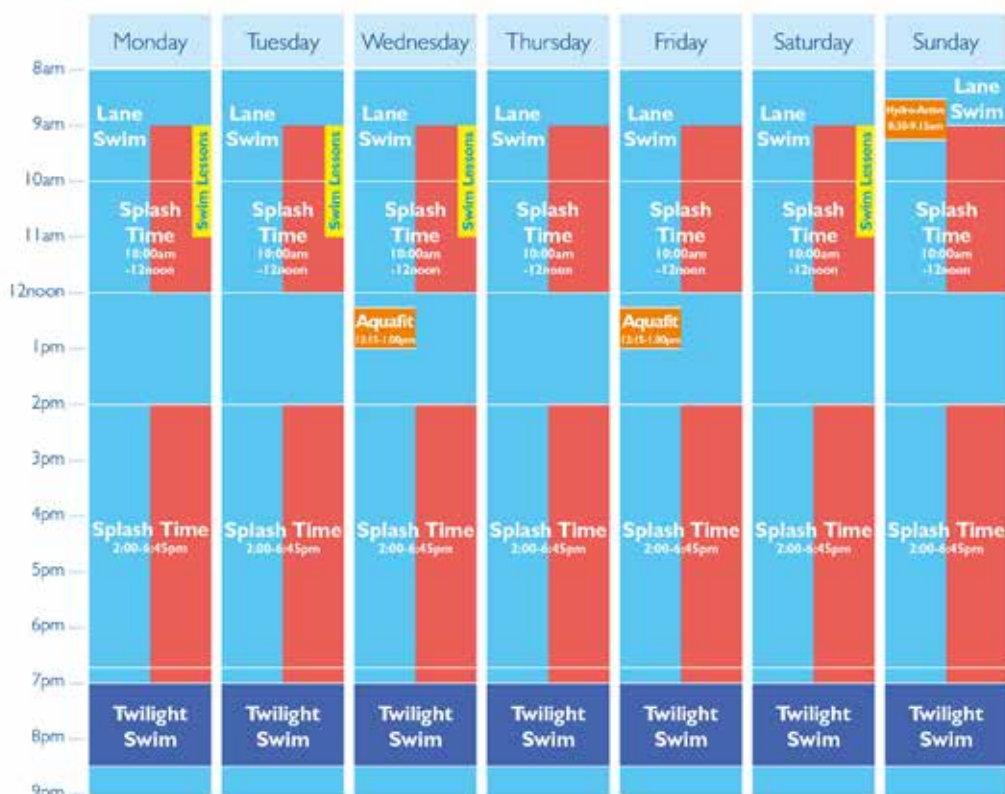 Monday Tuesday Wednesday Thursday Friday Saturday Sunday
8am
Lane Lane Lane Lane Lane Lane Lane
Swim Swim Swim Swim Swim Swim Swim
Hydro-Active
8:30-9.15am
9am
Swim Lessons Swim Lessons Swim Lessons Swim Lessons
10am
Splash Splash Splash Splash Splash Splash Splash
Time Time Time Time Time Time Time
10:00am 10:00am 10:00am 10:00am 10:00am 10:00am 10:00am
-12noon -12noon -12noon -12noon -12noon -12noon -12noon
11am
12noon
Aquafit Aquafit
12:15-1.00pm 12:15-1.00pm
1pm
2pm
3pm
4pm
Splash Time Splash Time Splash Time Splash Time Splash Time Splash Time Splash Time
2:00-6:45pm 2:00-6:45pm 2:00-6:45pm 2:00-6:45pm 2:00-6:45pm 2:00-6:45pm 2:00-6:45pm
5pm
6pm
7pm
Twilight Twilight Twilight Twilight Twilight Twilight Twilight
Swim Swim Swim Swim Swim Swim Swim
8pm
9pm